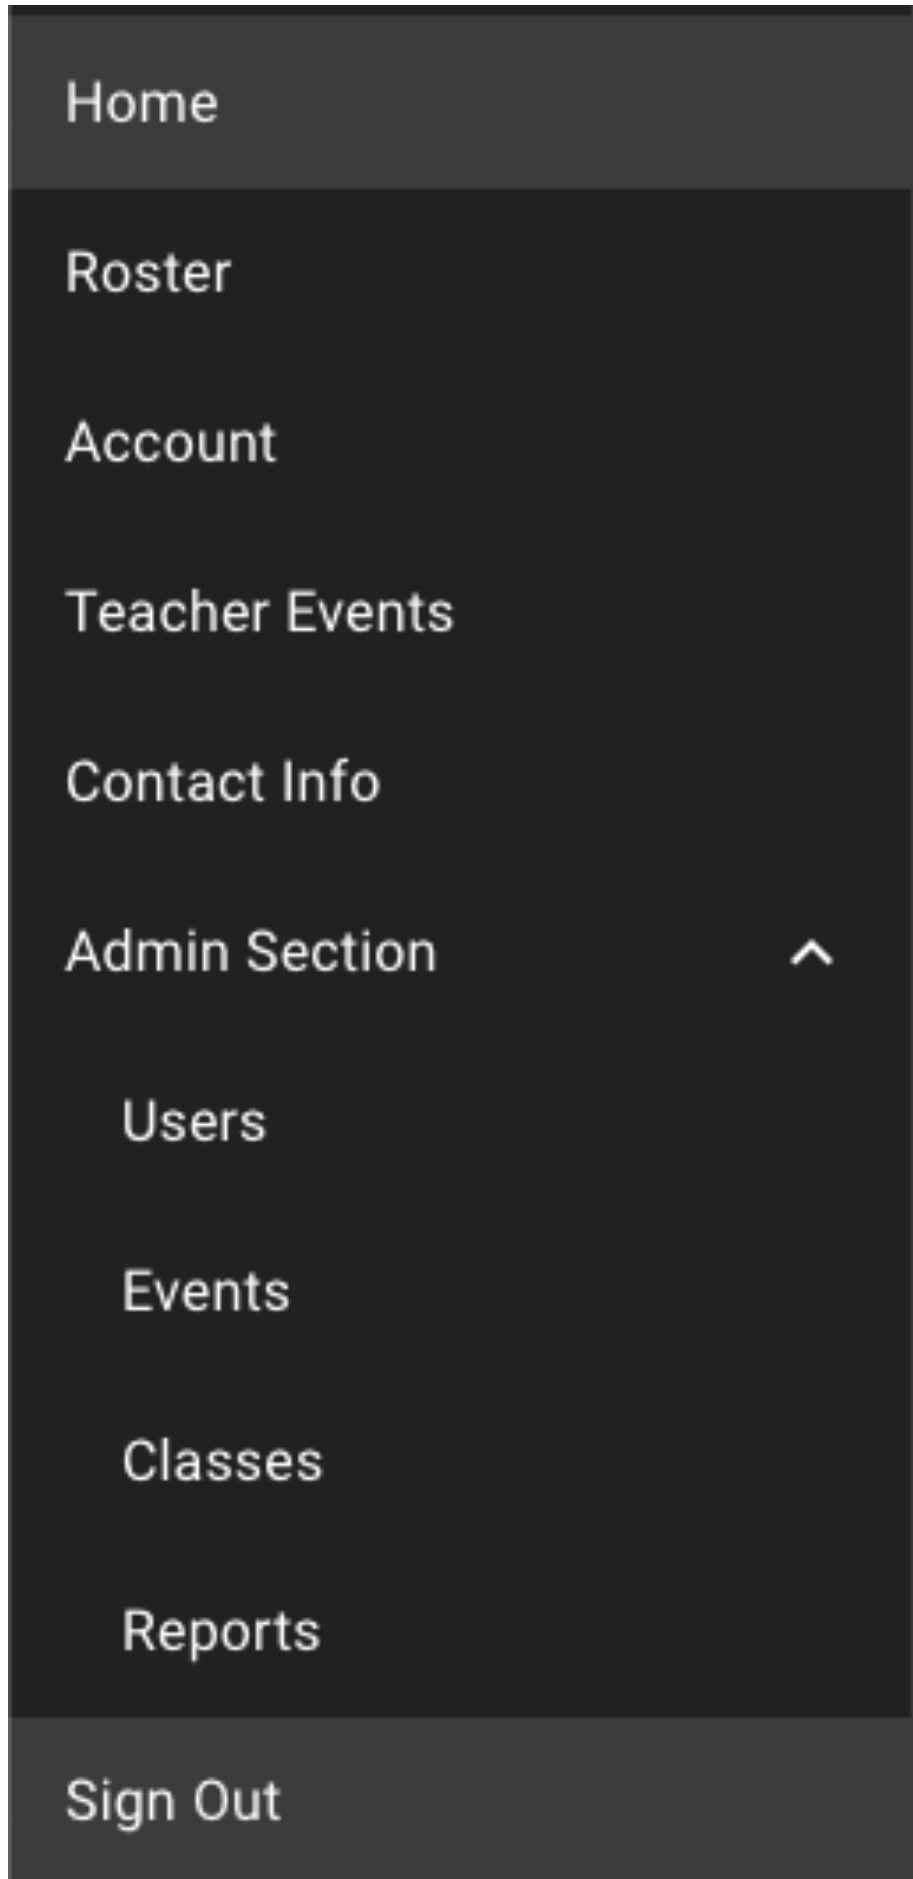 Home
Roster
Account
Teacher Events
Contact Info
Admin Section
Users
Events
Classes
Reports
Sign Out